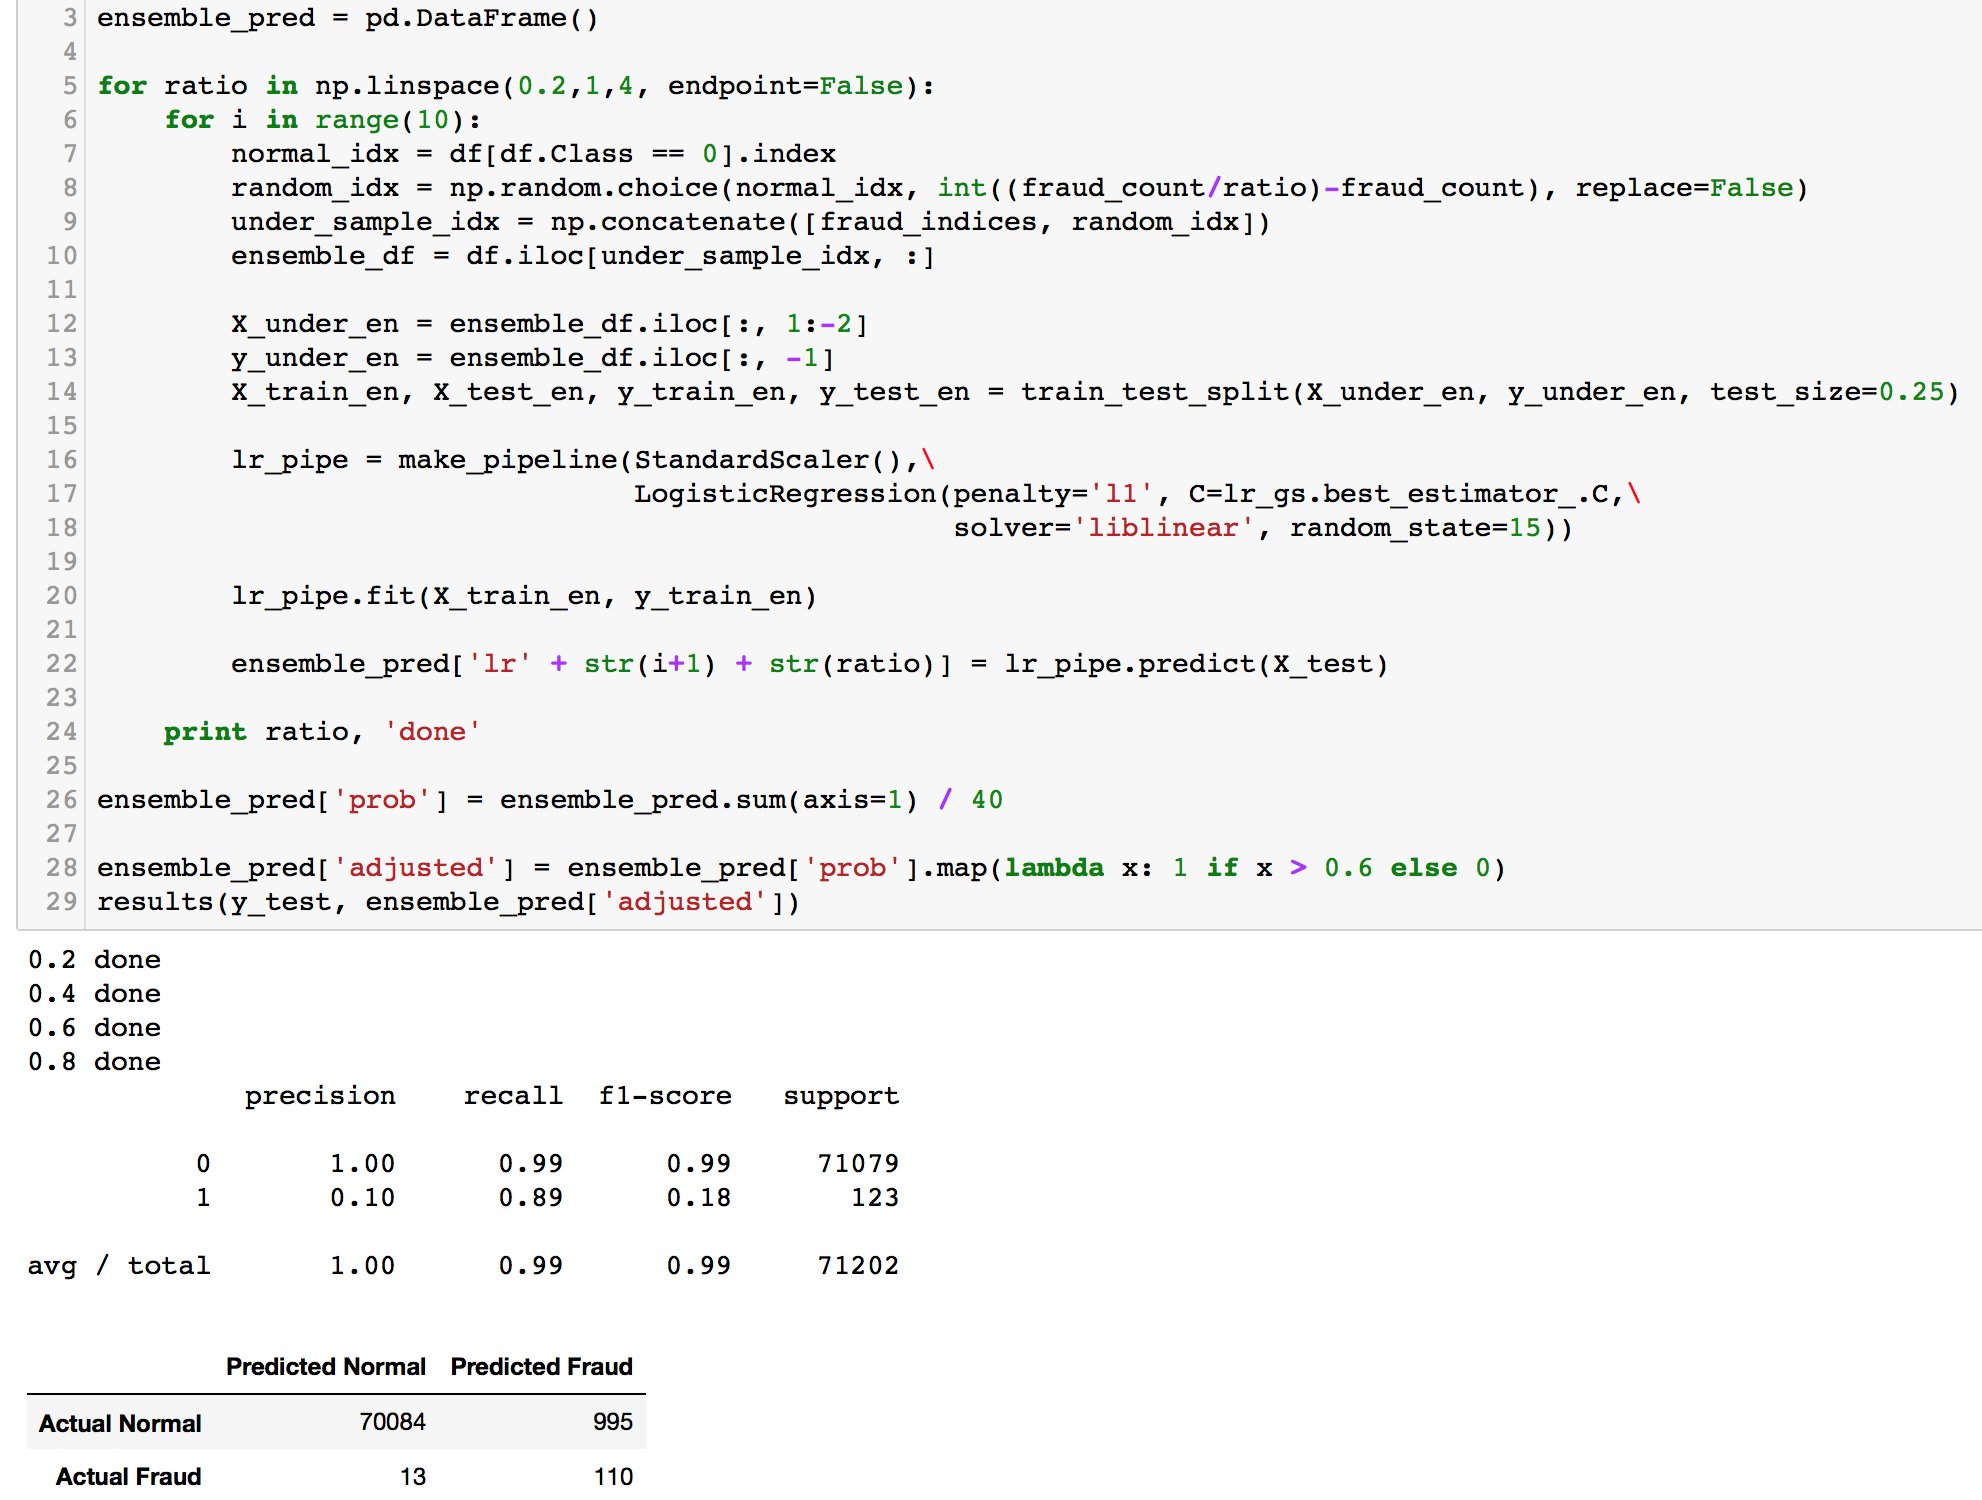 3 ensemble_pred = pd.DataFrame()
4
5 for ratio in np.linspace(0.2,1,4, endpoint=False):
6     for i in range(10):
7         normal_idx = df[df.Class == 0].index
8         random_idx = np.random.choice(normal_idx, int((fraud_count/ratio)-fraud_count), replace=False)
9         under_sample_idx = np.concatenate([fraud_indices, random_idx])
10         ensemble_df = df.iloc[under_sample_idx, :]
11
12         X_under_en = ensemble_df.iloc[:, 1:-2]
13         y_under_en = ensemble_df.iloc[:, -1]
14         X_train_en, X_test_en, y_train_en, y_test_en = train_test_split(X_under_en, y_under_en, test_size=0.25)
15
16         lr_pipe = make_pipeline(StandardScaler(),\
17                                 LogisticRegression(penalty='l1', C=lr_gs.best_estimator_.C,\
18                                                    solver='liblinear', random_state=15))
19
20         lr_pipe.fit(X_train_en, y_train_en)
21
22         ensemble_pred['lr' + str(i+1) + str(ratio)] = lr_pipe.predict(X_test)
23
24     print ratio, 'done'
25
26 ensemble_pred['prob'] = ensemble_pred.sum(axis=1) / 40
27
28 ensemble_pred['adjusted'] = ensemble_pred['prob'].map(lambda x: 1 if x > 0.6 else 0)
29 results(y_test, ensemble_pred['adjusted'])
0.2 done
0.4 done
0.6 done
0.8 done
precision recall f1-score support
0 1.00 0.99 0.99 71079
1 0.10 0.89 0.18 123
avg / total 1.00 0.99 0.99 71202
Predicted Normal Predicted Fraud
Actual Normal 70084 995
Actual Fraud 13 110